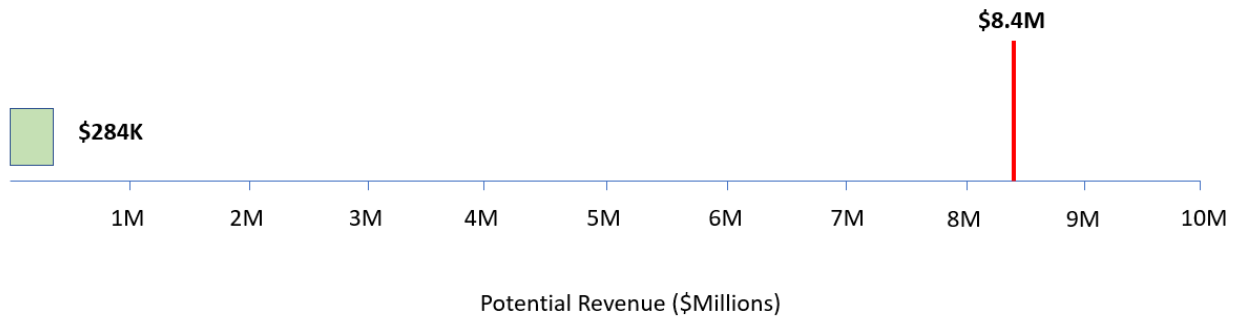 $8.4M
$284K
1M 2M 3M 4M 5M 6M 7M 8M 9M 10M
Potential Revenue ($Millions)